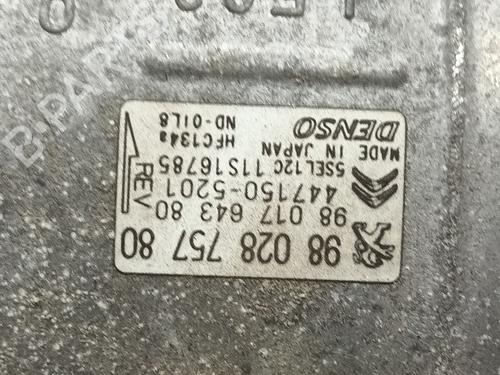 98 028 757 80
98 017 643 80
447150-5201
5SEL12C 11S16785
MADE IN JAPAN
DENSO
REV
HFC134a
ND-OIL8
B-PARTS